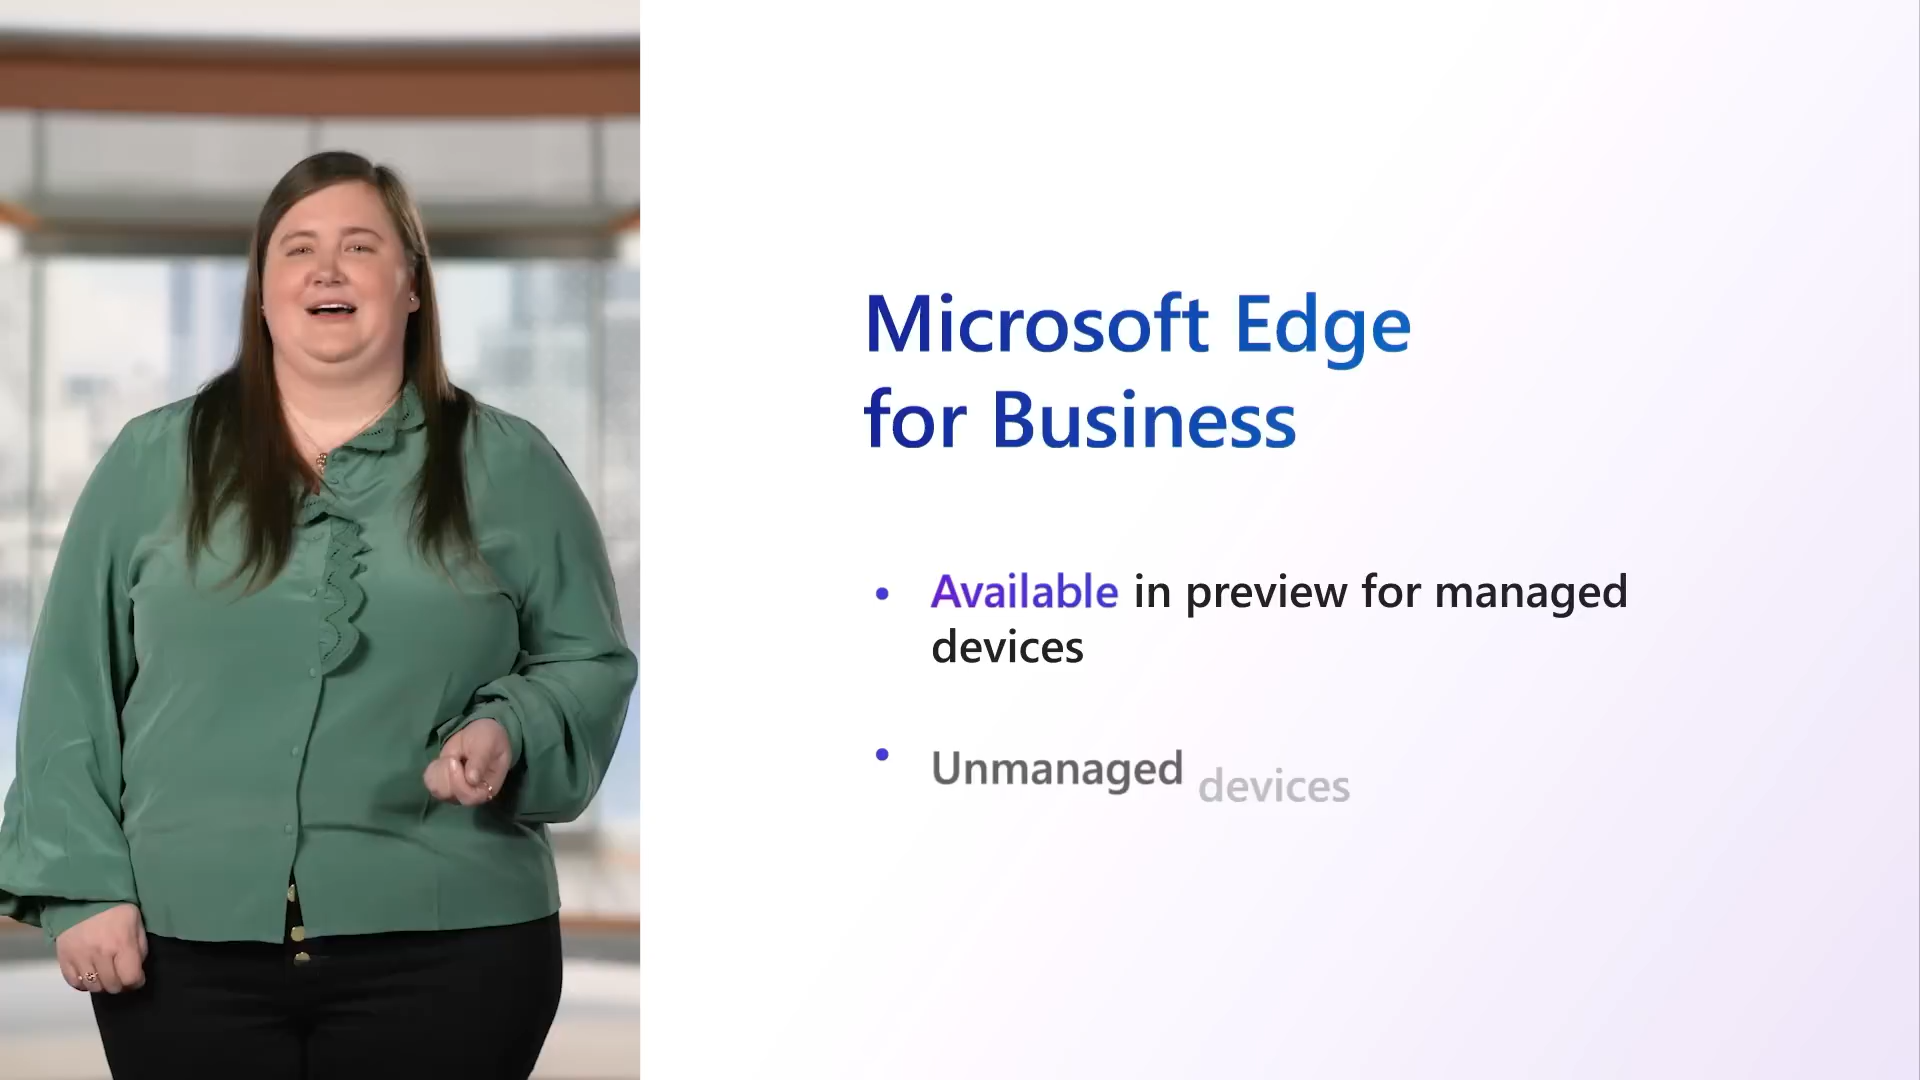 Microsoft Edge
for Business
• Available in preview for managed
devices
• Unmanaged devices